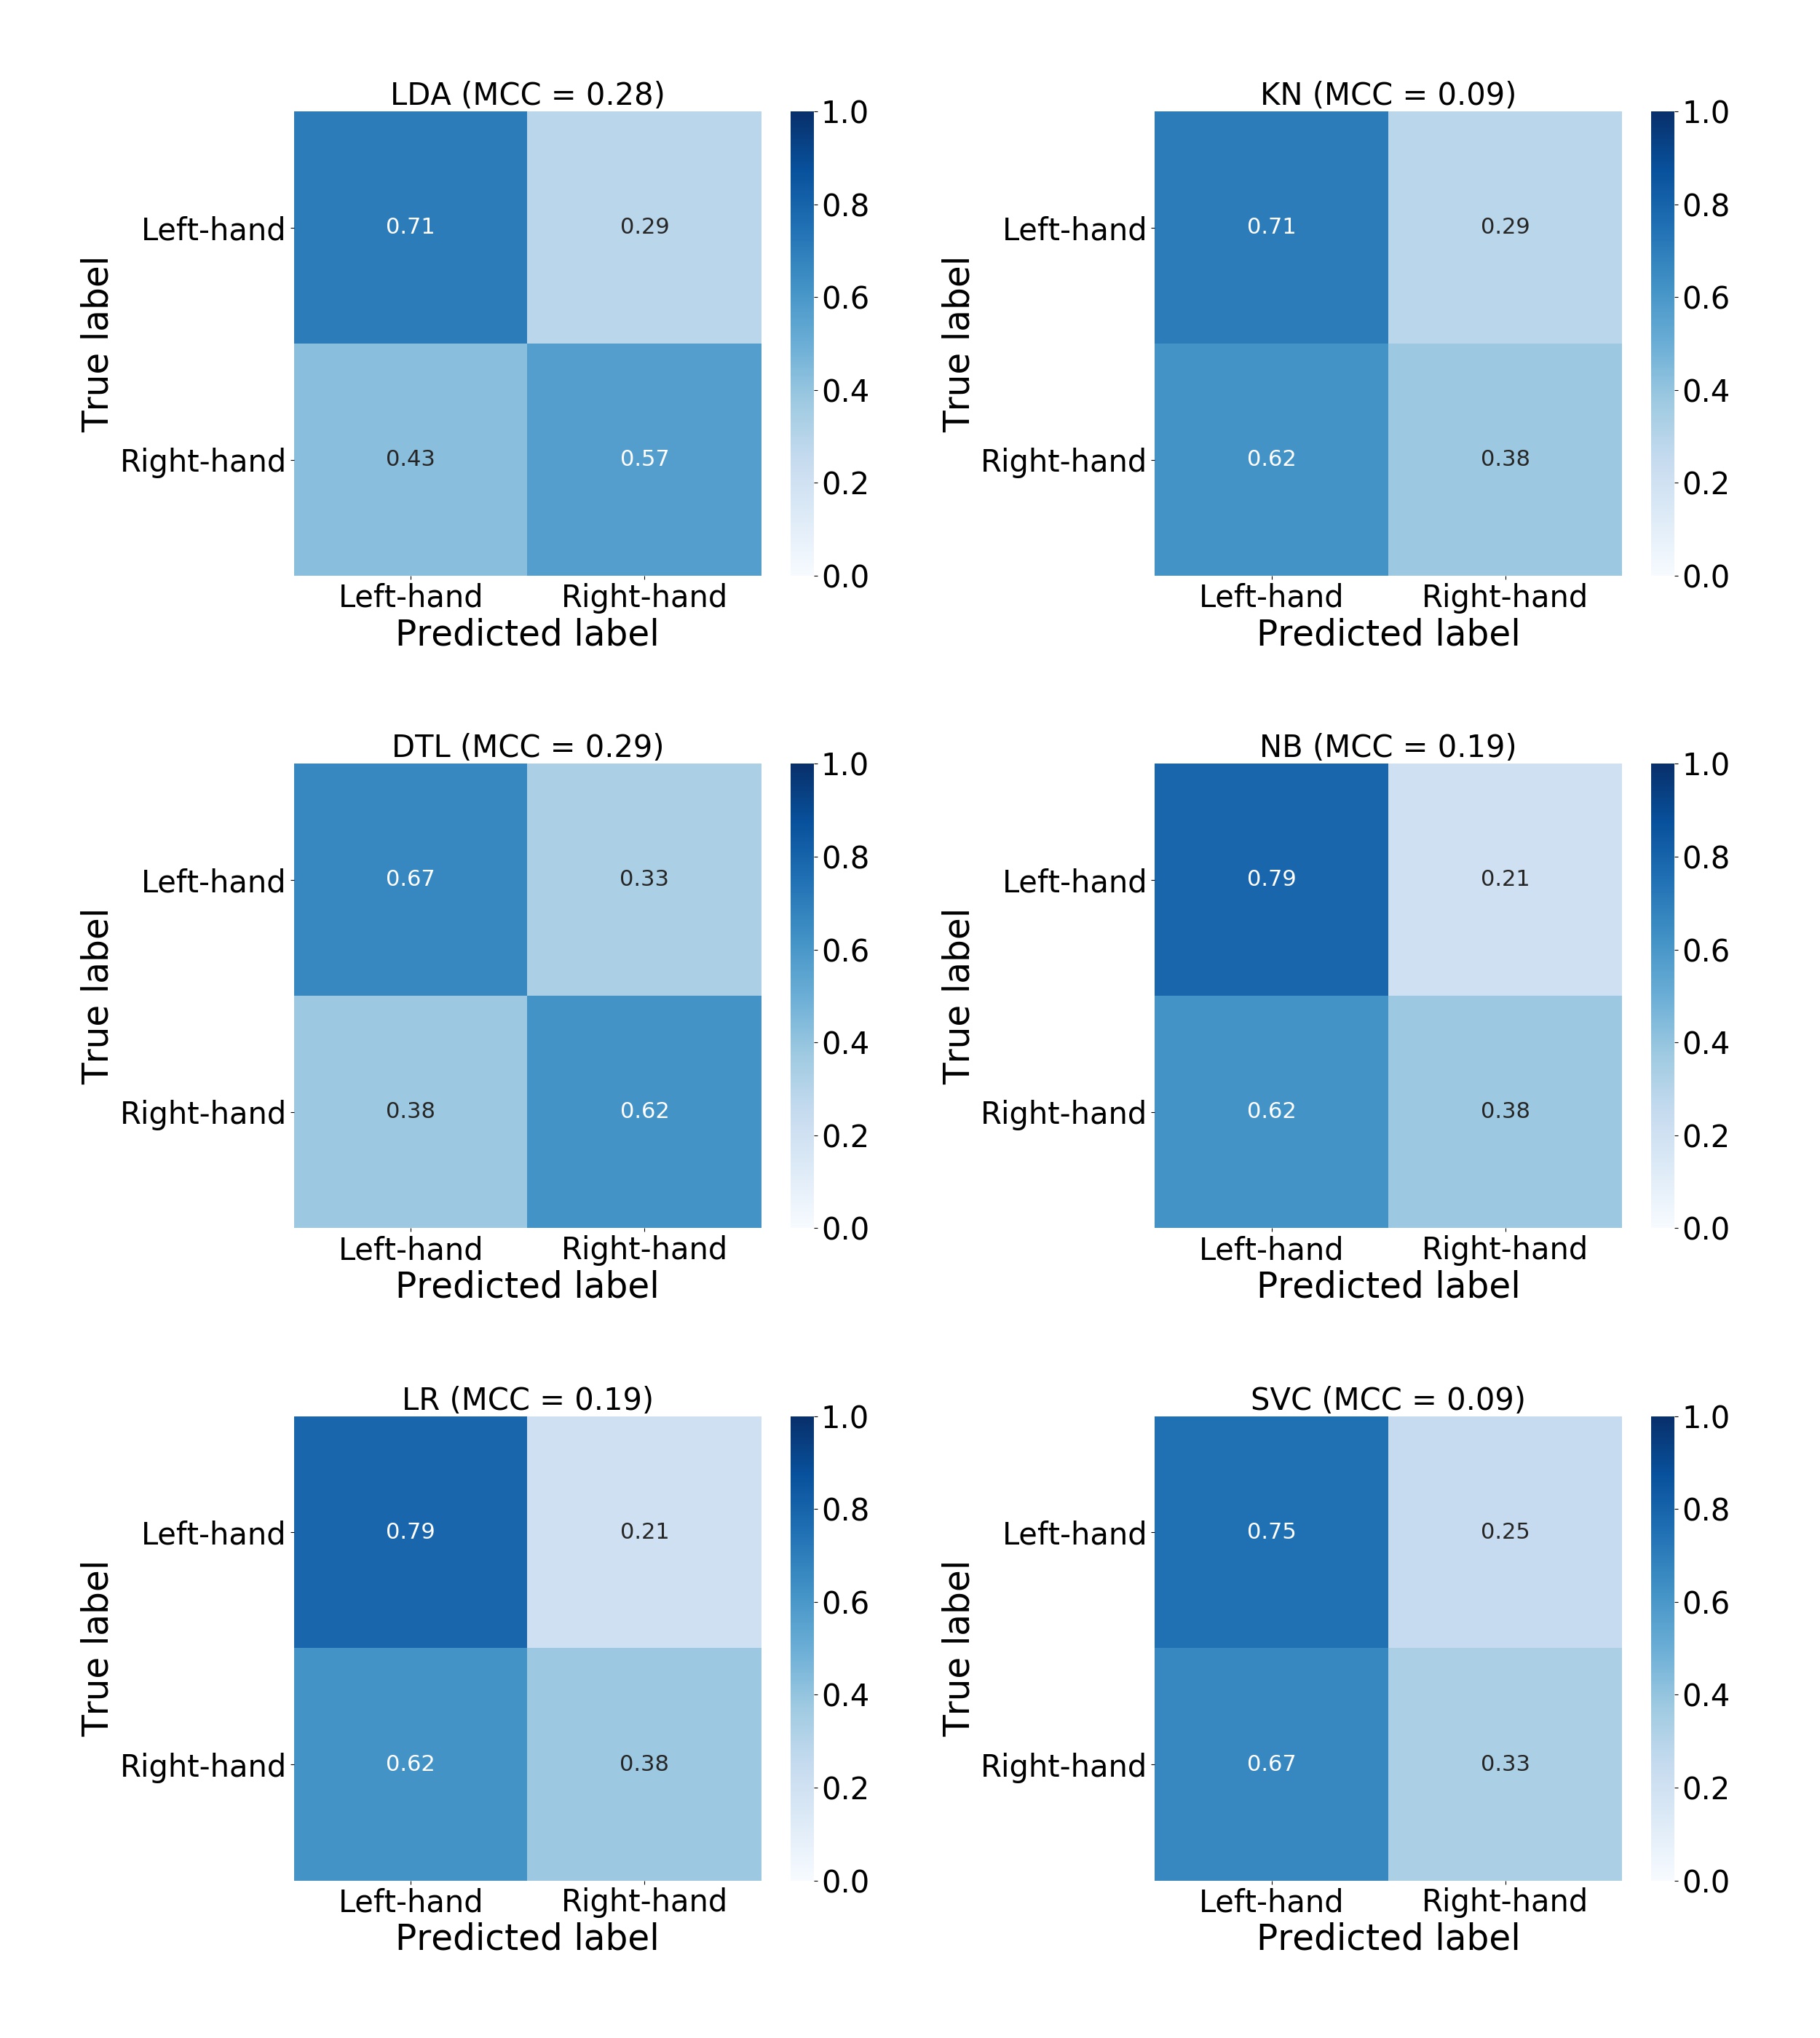 LDA (MCC = 0.28)
1.0
0.8
0.6
0.4
0.2
0.0
True label
Left-hand
0.71 0.29
Right-hand
0.43 0.57
Left-hand Right-hand
Predicted label
KN (MCC = 0.09)
1.0
0.8
0.6
0.4
0.2
0.0
True label
Left-hand
0.71 0.29
Right-hand
0.62 0.38
Left-hand Right-hand
Predicted label
DTL (MCC = 0.29)
1.0
0.8
0.6
0.4
0.2
0.0
True label
Left-hand
0.67 0.33
Right-hand
0.38 0.62
Left-hand Right-hand
Predicted label
NB (MCC = 0.19)
1.0
0.8
0.6
0.4
0.2
0.0
True label
Left-hand
0.79 0.21
Right-hand
0.62 0.38
Left-hand Right-hand
Predicted label
LR (MCC = 0.19)
1.0
0.8
0.6
0.4
0.2
0.0
True label
Left-hand
0.79 0.21
Right-hand
0.62 0.38
Left-hand Right-hand
Predicted label
SVC (MCC = 0.09)
1.0
0.8
0.6
0.4
0.2
0.0
True label
Left-hand
0.75 0.25
Right-hand
0.67 0.33
Left-hand Right-hand
Predicted label